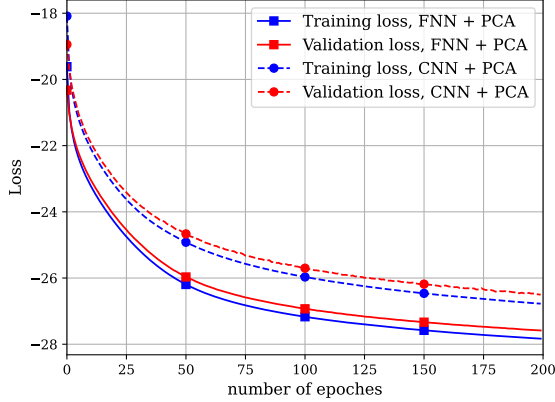 −18
−20
−22
−24
−26
−28
Loss
0
25
50
75
100
125
150
175
200
number of epoches
Training loss, FNN + PCA
Validation loss, FNN + PCA
Training loss, CNN + PCA
Validation loss, CNN + PCA